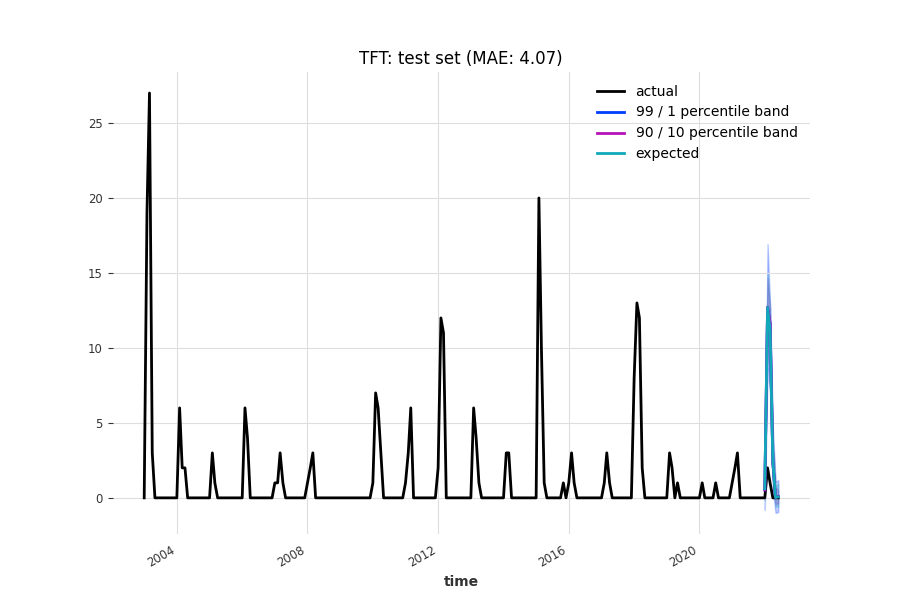 TFT: test set (MAE: 4.07)
actual
99 / 1 percentile band
90 / 10 percentile band
expected
25
20
15
10
5
0
2004
2008
2012
2016
2020
time